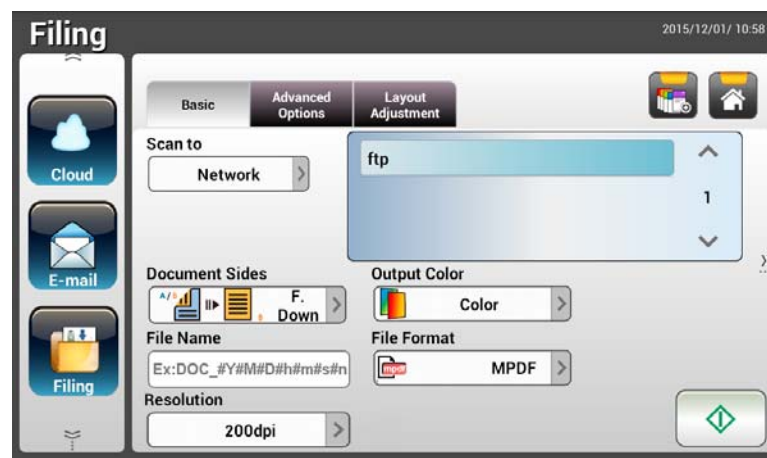 Filing
2015/12/01/ 10:58
Cloud
E-mail
Filing
Basic
Advanced
Options
Layout
Adjustment
Scan to
Network
ftp
1
Document Sides
A/
F.
Down
Output Color
Color
File Name
Ex:DOC_#Y#M#D#h#m#s#n
File Format
mpdf
MPDF
Resolution
200dpi